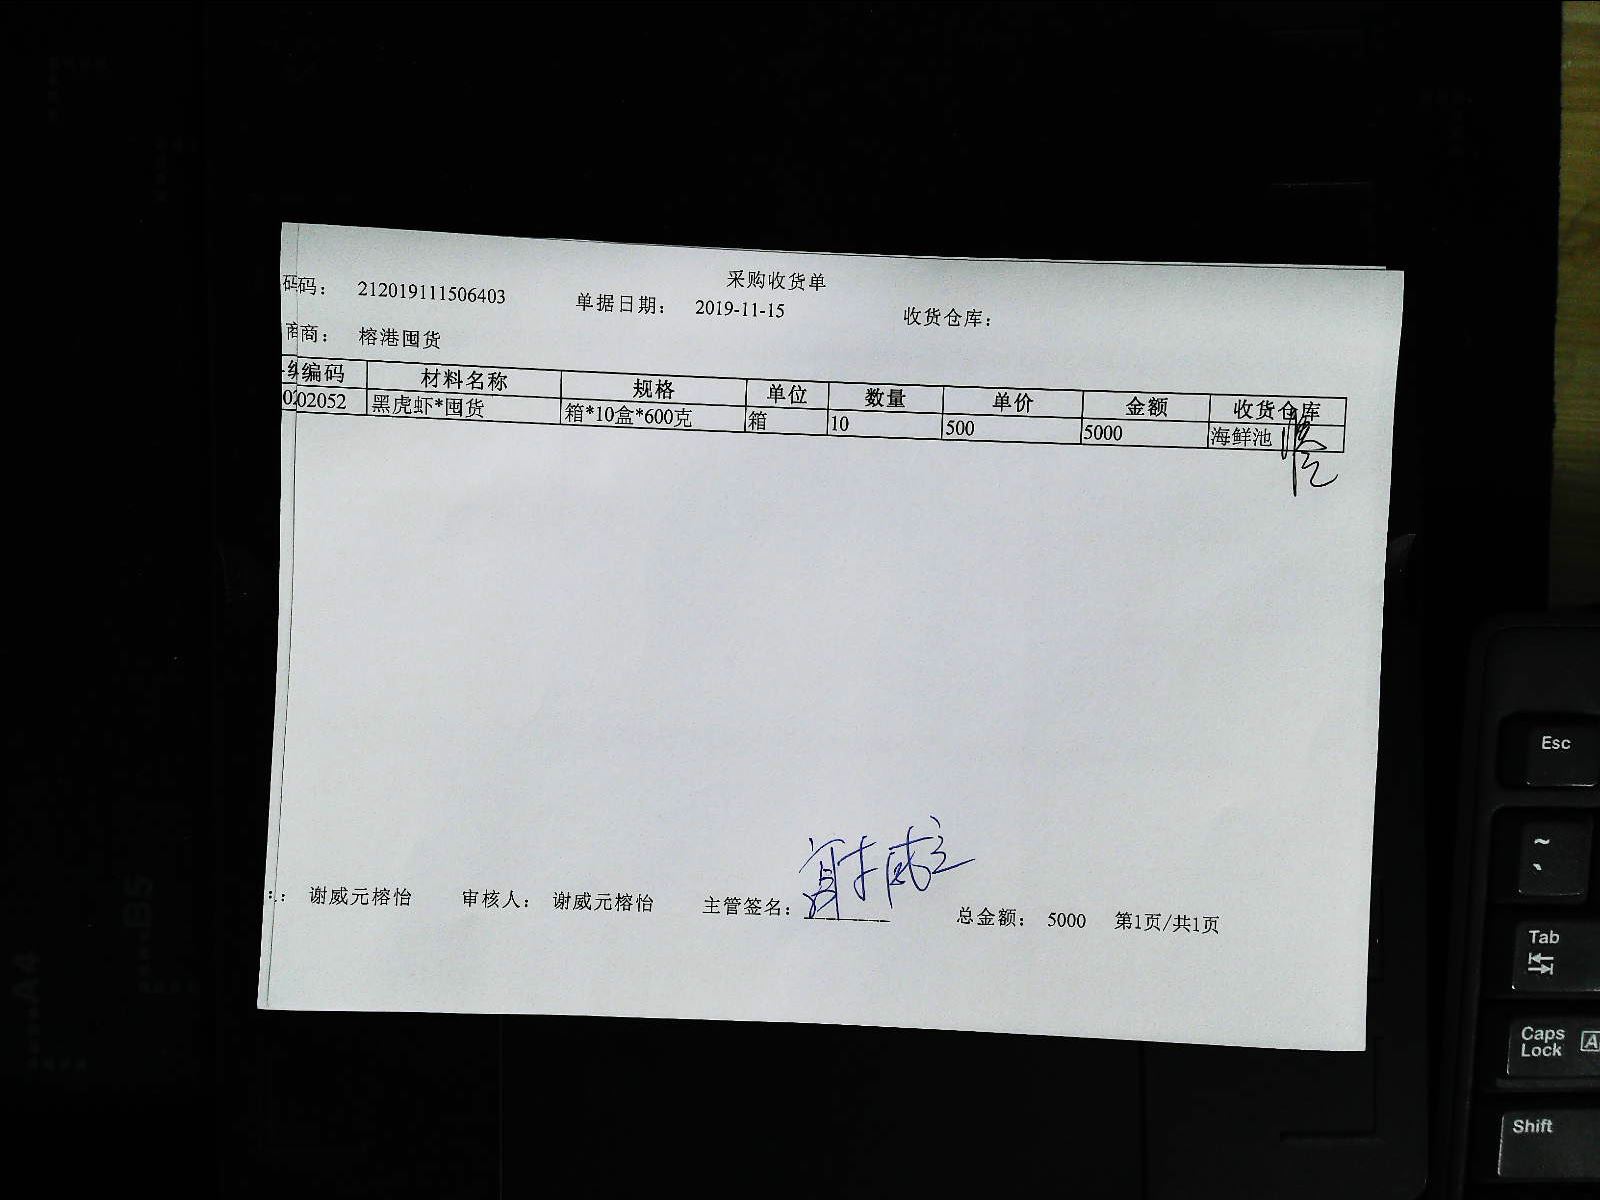 采购收货单
码： 212019111506403 单据日期： 2019-11-15 收货仓库：
商： 榕港囤货
编码 材料名称 规格 单位 数量 单价 金额 收货仓库
02052 黑虎虾*囤货 箱*10盒*600克 箱 10 500 5000 海鲜池
： 谢威元榕怡 审核人： 谢威元榕怡 主管签名： 总金额： 5000 第1页/共1页
Esc
~
`
Tab
Caps Lock A
Shift